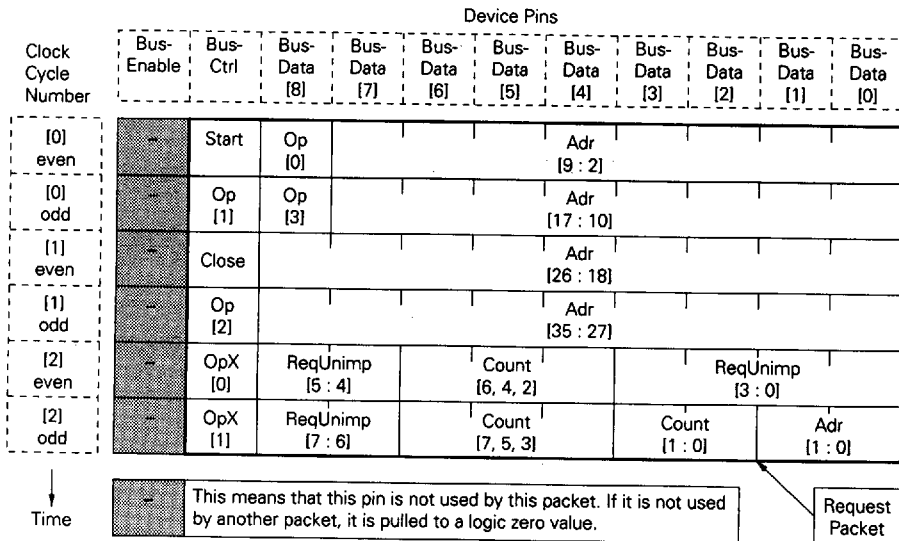 Device Pins
Clock Cycle Number
Bus-Enable
Bus-Ctrl
Bus-Data [8]
Bus-Data [7]
Bus-Data [6]
Bus-Data [5]
Bus-Data [4]
Bus-Data [3]
Bus-Data [2]
Bus-Data [1]
Bus-Data [0]
[0] even
-
Start
Op [0]
Adr [9 : 2]
[0] odd
-
Op [1]
Op [3]
Adr [17 : 10]
[1] even
-
Close
Adr [26 : 18]
[1] odd
-
Op [2]
Adr [35 : 27]
[2] even
-
OpX [0]
ReqUnimp [5 : 4]
Count [6, 4, 2]
ReqUnimp [3 : 0]
[2] odd
-
OpX [1]
ReqUnimp [7 : 6]
Count [7, 5, 3]
Count [1 : 0]
Adr [1 : 0]
Time
-
This means that this pin is not used by this packet. If it is not used
by another packet, it is pulled to a logic zero value.
Request
Packet